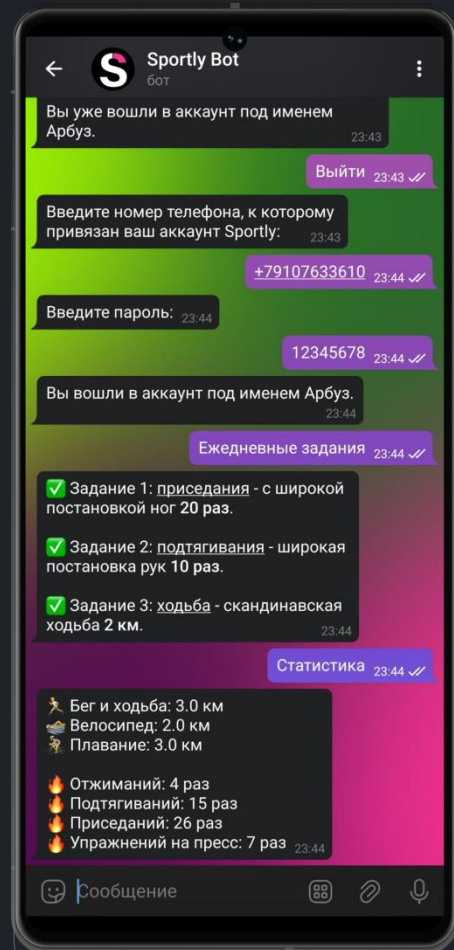 Sportly Bot
бот
Вы уже вошли в аккаунт под именем
Арбуз.
23:43
Выйти 23:43
Введите номер телефона, к которому
привязан ваш аккаунт Sportly: 23:43
+79107633610 23:44
Введите пароль: 23:44
12345678 23:44
Вы вошли в аккаунт под именем Арбуз.
23:44
Ежедневные задания 23:44
✅ Задание 1: приседания - с широкой
постановкой ног 20 раз.
✅ Задание 2: подтягивания - широкая
постановка рук 10 раз.
✅ Задание 3: ходьба - скандинавская
ходьба 2 км. 23:44
Статистика 23:44
Бег и ходьба: 3.0 км
Велосипед: 2.0 км
Плавание: 3.0 км
🔥 Отжиманий: 4 раз
🔥 Подтягиваний: 15 раз
🔥 Приседаний: 26 раз
🔥 Упражнений на пресс: 7 раз 23:44
Сообщение